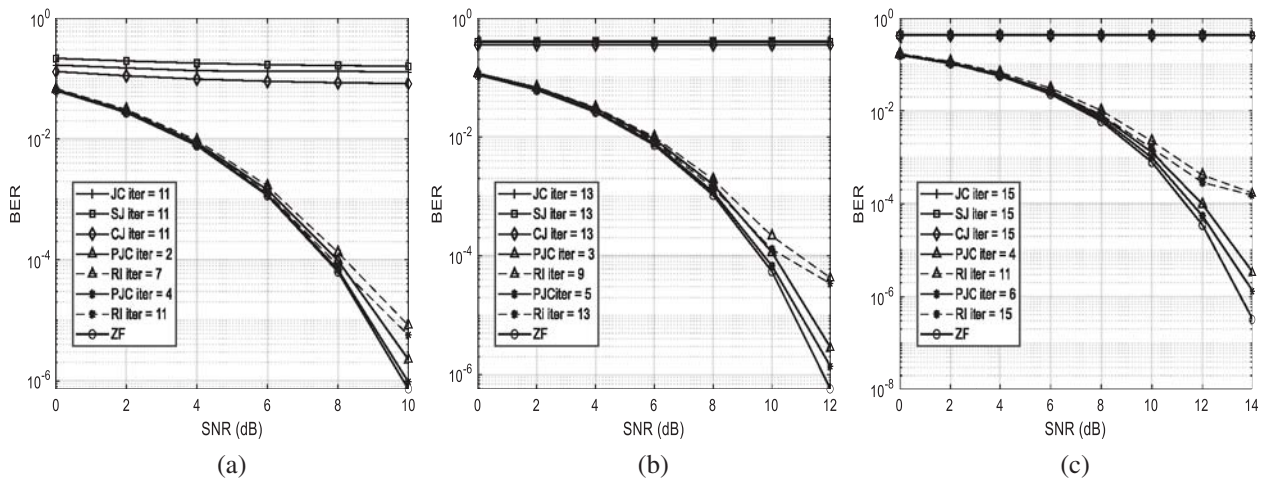 10^0
10^-2
10^-4
10^-6
BER
JC iter = 11
SJ iter = 11
CJ iter = 11
PJC iter = 2
RI iter = 7
PJC iter = 4
RI iter = 11
ZF
0 2 4 6 8 10
SNR (dB)
(a)
10^0
10^-2
10^-4
10^-6
BER
JC iter = 13
SJ iter = 13
CJ iter = 13
PJC iter = 3
RI iter = 9
PJCiter = 5
RI iter = 13
ZF
0 2 4 6 8 10 12
SNR (dB)
(b)
10^0
10^-2
10^-4
10^-6
10^-8
BER
JC iter = 15
SJ iter = 15
CJ iter = 15
PJC iter = 4
RI iter = 11
PJC iter = 6
RI iter = 15
ZF
0 2 4 6 8 10 12 14
SNR (dB)
(c)